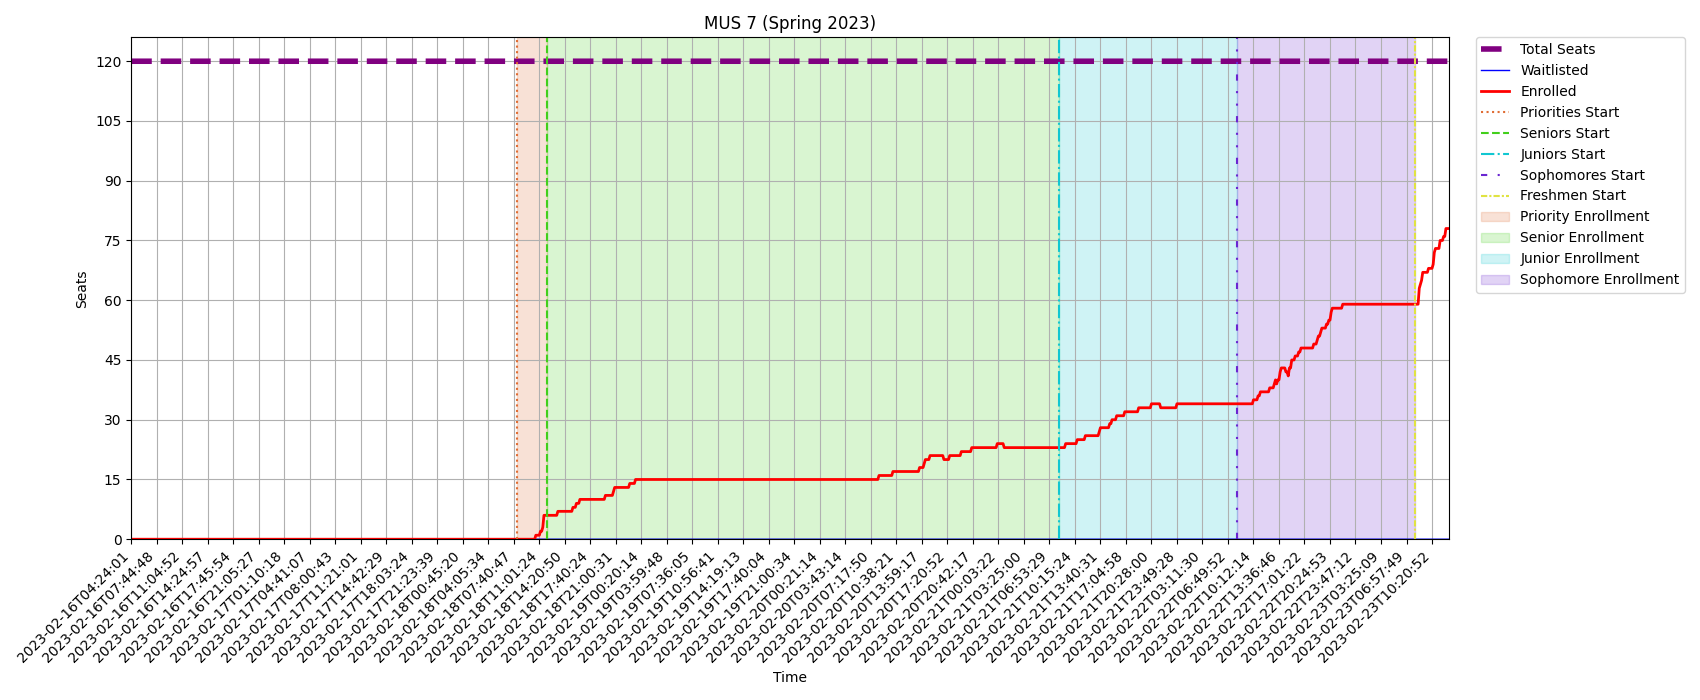 MUS 7 (Spring 2023)
Seats
120
105
90
75
60
45
30
15
0
2023-02-16T04:24:01
2023-02-16T07:44:48
2023-02-16T11:04:52
2023-02-16T14:24:57
2023-02-16T17:45:54
2023-02-16T21:05:27
2023-02-17T01:10:18
2023-02-17T04:41:07
2023-02-17T08:00:43
2023-02-17T11:21:01
2023-02-17T14:42:29
2023-02-17T18:03:24
2023-02-17T21:23:39
2023-02-18T00:45:20
2023-02-18T04:05:34
2023-02-18T07:40:47
2023-02-18T11:01:24
2023-02-18T14:20:50
2023-02-18T17:40:24
2023-02-18T21:00:31
2023-02-19T00:20:14
2023-02-19T03:59:48
2023-02-19T07:36:05
2023-02-19T10:56:41
2023-02-19T14:19:13
2023-02-19T17:40:04
2023-02-19T21:00:34
2023-02-20T00:21:14
2023-02-20T03:43:14
2023-02-20T07:17:50
2023-02-20T10:38:21
2023-02-20T13:59:17
2023-02-20T17:20:52
2023-02-20T20:42:17
2023-02-21T00:03:22
2023-02-21T03:25:00
2023-02-21T06:53:29
2023-02-21T10:15:24
2023-02-21T13:40:31
2023-02-21T17:04:58
2023-02-21T20:28:00
2023-02-21T23:49:28
2023-02-22T03:11:30
2023-02-22T06:49:52
2023-02-22T10:12:14
2023-02-22T13:36:46
2023-02-22T17:01:22
2023-02-22T20:24:53
2023-02-22T23:47:12
2023-02-23T03:25:09
2023-02-23T06:57:49
2023-02-23T10:20:52
Time
Total Seats
Waitlisted
Enrolled
Priorities Start
Seniors Start
Juniors Start
Sophomores Start
Freshmen Start
Priority Enrollment
Senior Enrollment
Junior Enrollment
Sophomore Enrollment